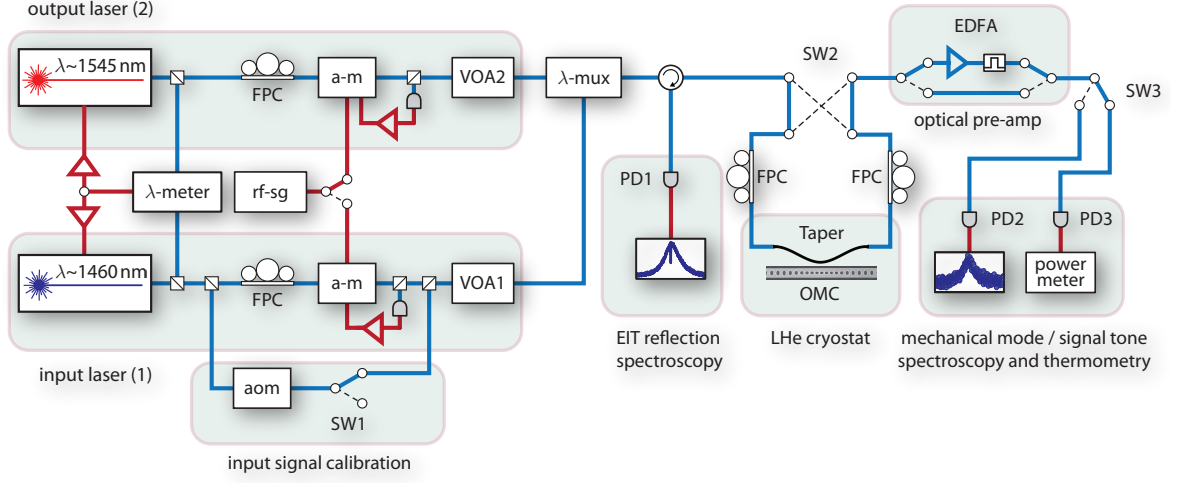 output laser (2)
λ~1545 nm
FPC
a-m
VOA2
λ-mux
SW2
EDFA
optical pre-amp
SW3
λ-meter
rf-sg
PD1
FPC
FPC
PD2
PD3
λ~1460 nm
FPC
a-m
VOA1
Taper
OMC
power
meter
EIT reflection
spectroscopy
LHe cryostat
mechanical mode / signal tone
spectroscopy and thermometry
input laser (1)
aom
SW1
input signal calibration